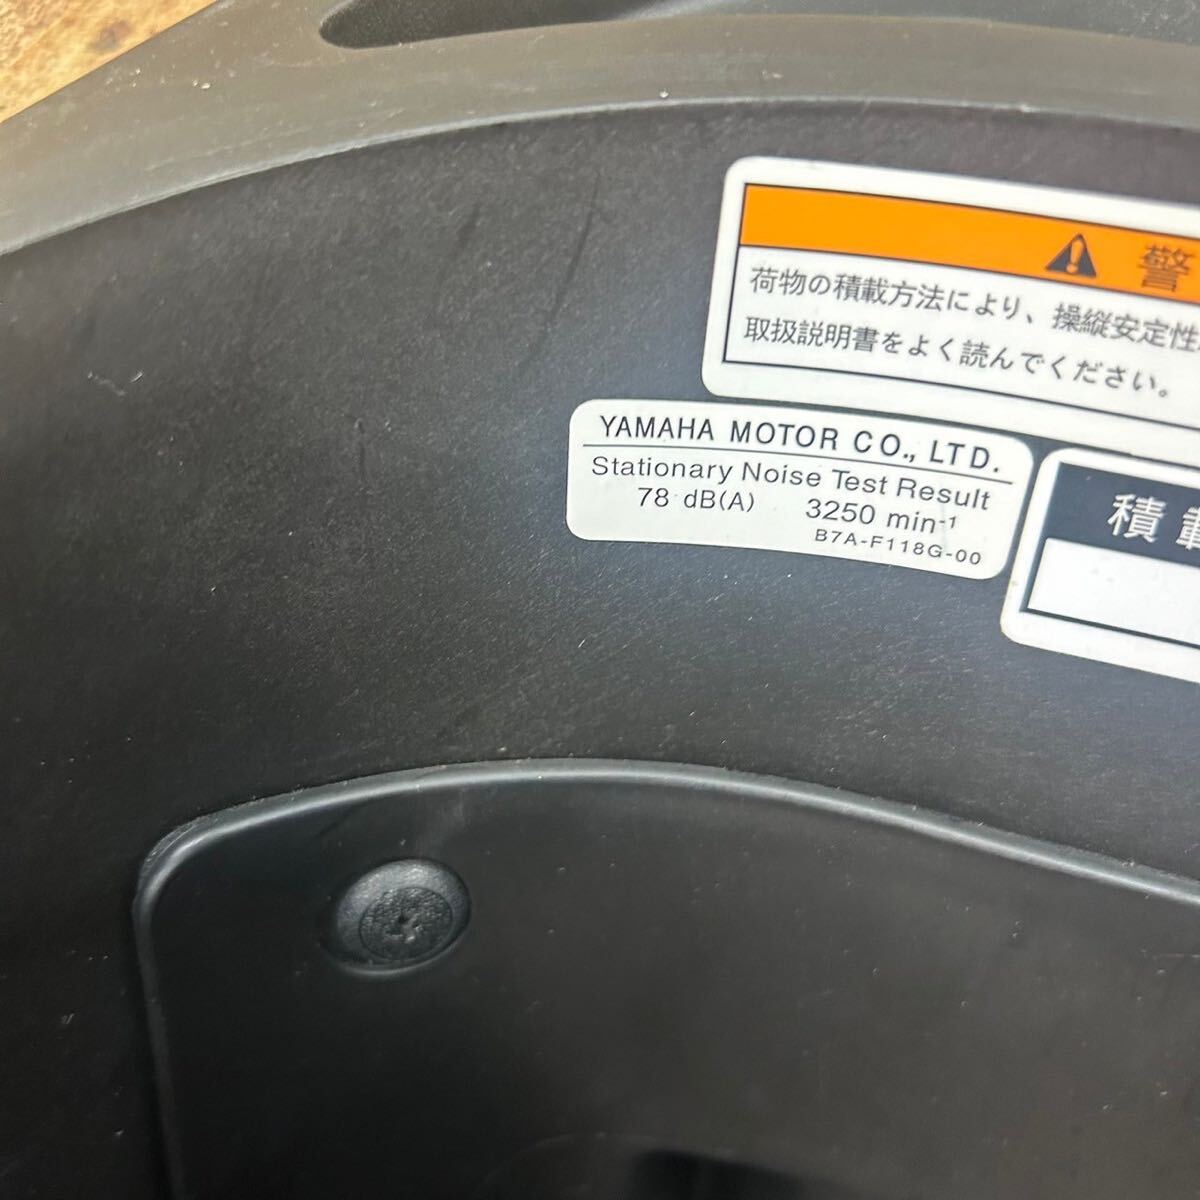 警
荷物の積載方法により、操縦安定性
取扱説明書をよく読んでください。
YAMAHA MOTOR CO., LTD.
Stationary Noise Test Result
78 dB(A) 3250 min-1
B7A-F118G-00
積載